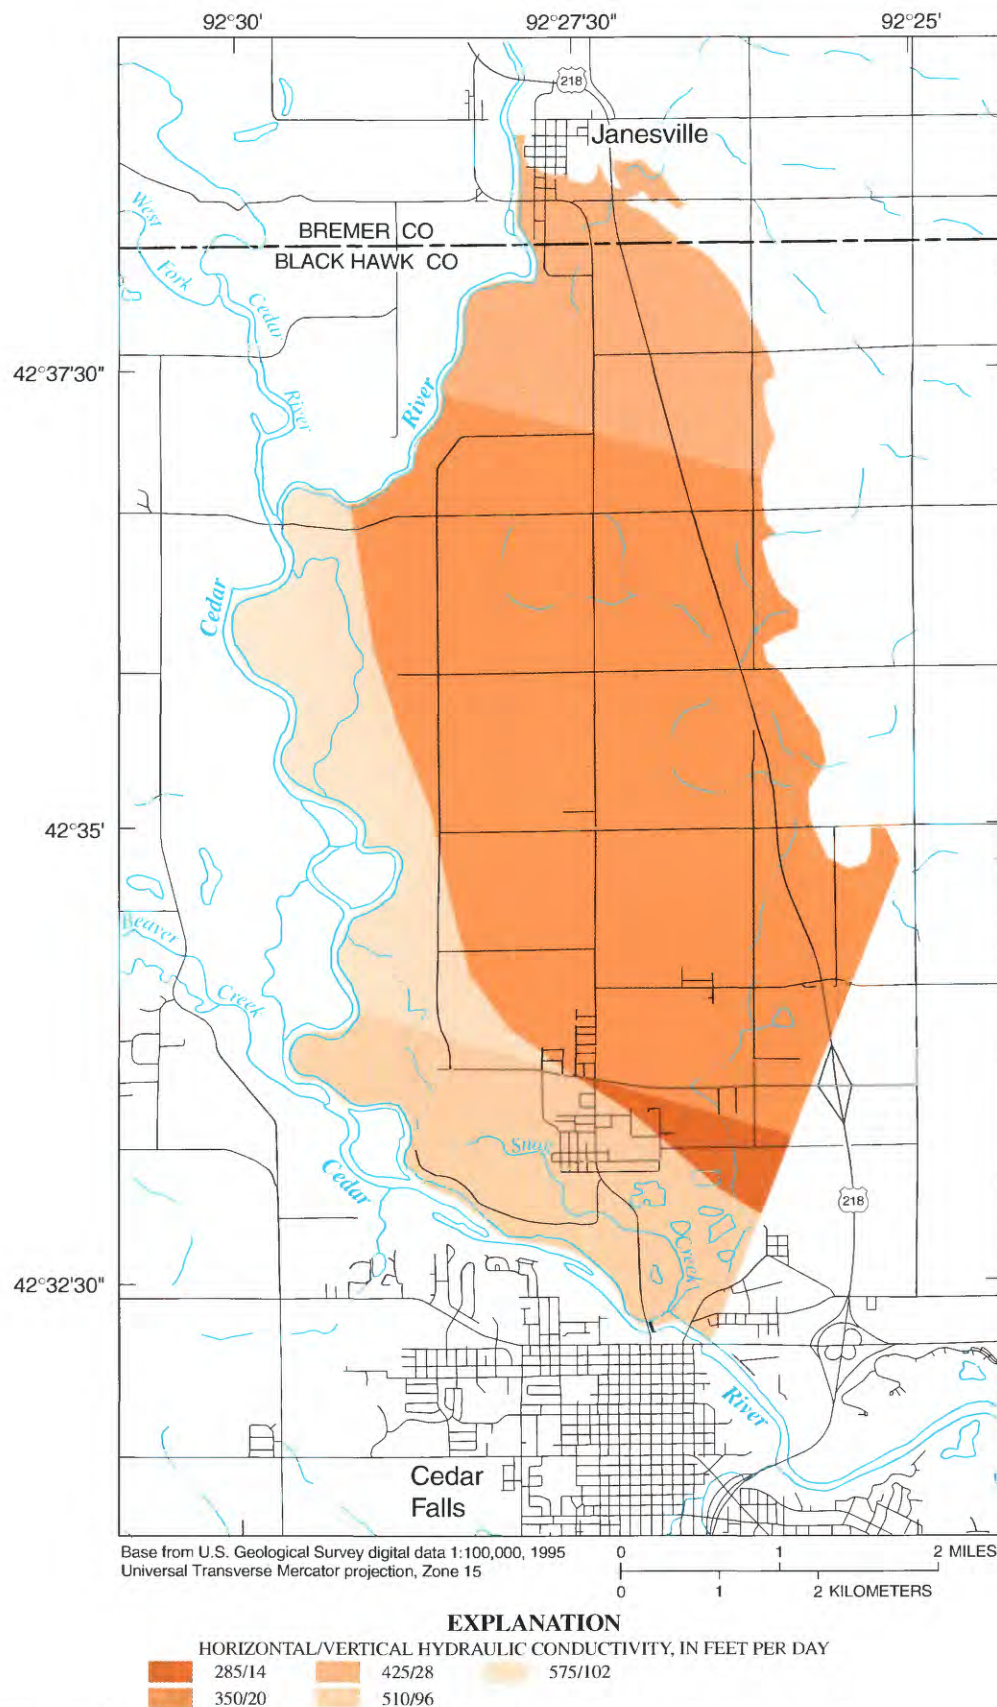 92°30' 92°27'30" 92°25'
218
Janesville
West
BREMER CO
BLACK HAWK CO
Fork
Cedar
42°37'30"
River
River
Cedar
42°35'
Beaver
Creek
Snag
Cedar
218
Creek
42°32'30"
River
Cedar
Falls
Base from U.S. Geological Survey digital data 1:100,000, 1995
Universal Transverse Mercator projection, Zone 15
0 1 2 MILES
0 1 2 KILOMETERS
EXPLANATION
HORIZONTAL/VERTICAL HYDRAULIC CONDUCTIVITY, IN FEET PER DAY
285/14 425/28 575/102
350/20 510/96